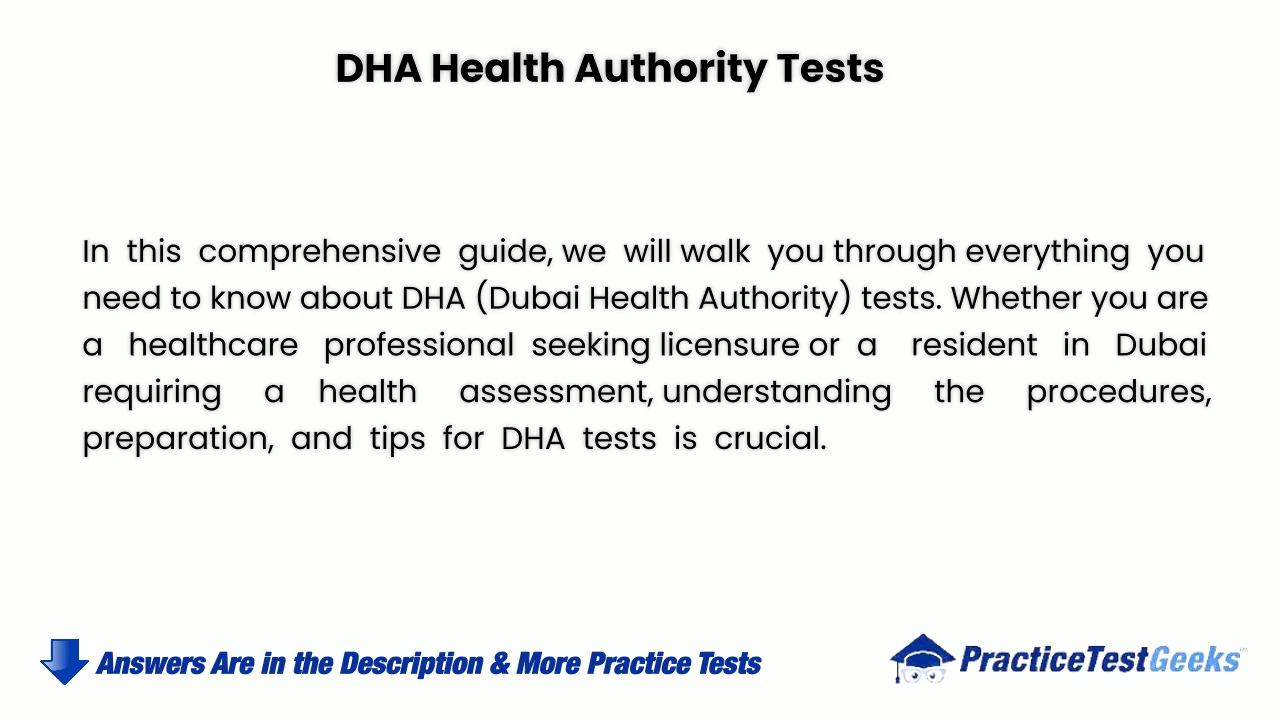 DHA Health Authority Tests
In this comprehensive guide, we will walk you through everything you
need to know about DHA (Dubai Health Authority) tests. Whether you are
a healthcare professional seeking licensure or a resident in Dubai
requiring a health assessment, understanding the procedures,
preparation, and tips for DHA tests is crucial.
Answers Are in the Description & More Practice Tests
PracticeTestGeeks